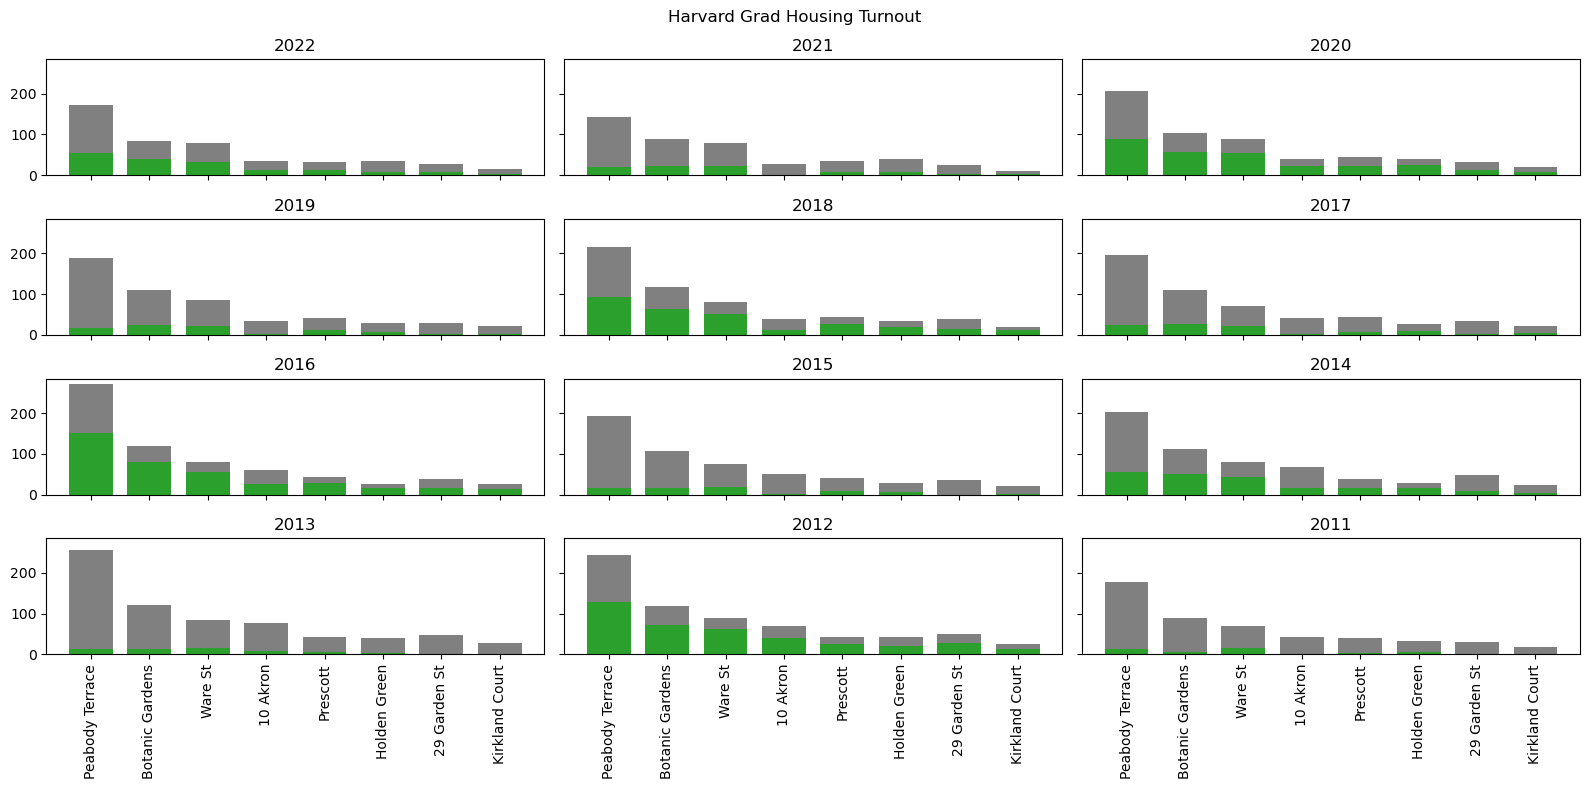 Harvard Grad Housing Turnout
2022
2021
2020
200
100
0
2019
2018
2017
200
100
0
2016
2015
2014
200
100
0
2013
2012
2011
200
100
0
Peabody Terrace
Botanic Gardens
Ware St
10 Akron
Prescott
Holden Green
29 Garden St
Kirkland Court
Peabody Terrace
Botanic Gardens
Ware St
10 Akron
Prescott
Holden Green
29 Garden St
Kirkland Court
Peabody Terrace
Botanic Gardens
Ware St
10 Akron
Prescott
Holden Green
29 Garden St
Kirkland Court